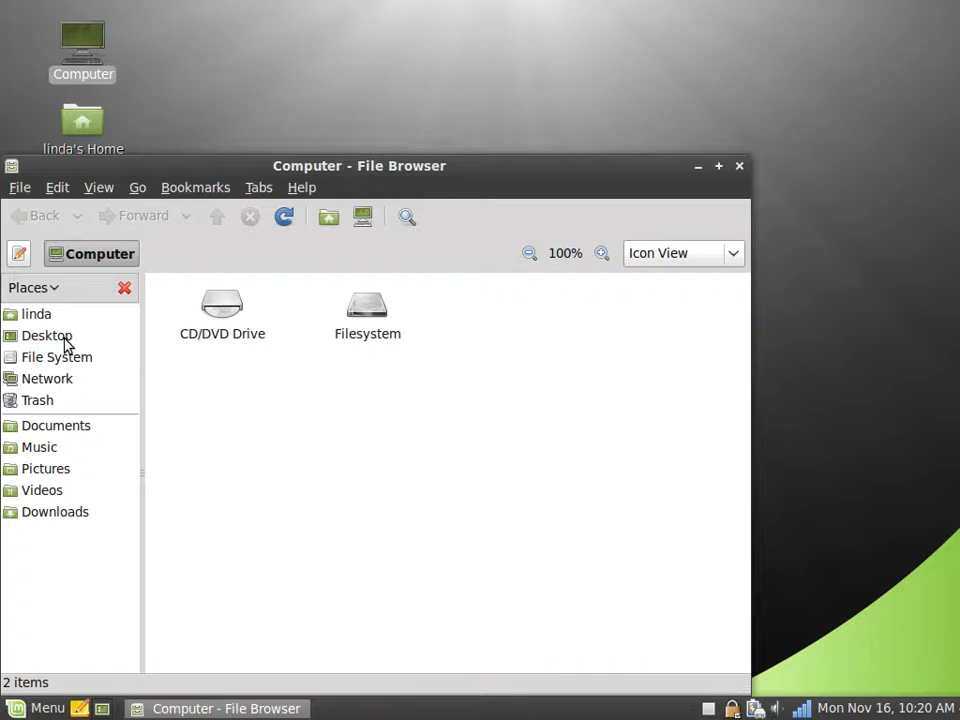 Computer
linda's Home
Computer - File Browser
File Edit View Go Bookmarks Tabs Help
Back Forward
Computer 100% Icon View
Places
linda
Desktop
File System
Network
Trash
Documents
Music
Pictures
Videos
Downloads
CD/DVD Drive Filesystem
2 items
Menu Computer - File Browser Mon Nov 16, 10:20 AM